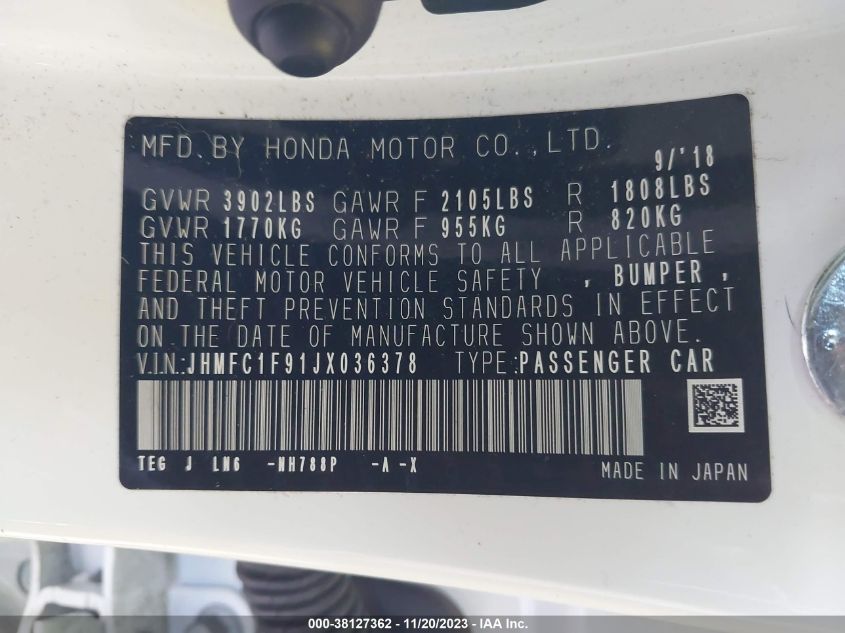 MFD. BY HONDA MOTOR CO.,LTD. 9/'18
GVWR 3902LBS GAWR F 2105LBS R 1808LBS
GVWR 1770KG GAWR F 955KG R 820KG
THIS VEHICLE CONFORMS TO ALL APPLICABLE
FEDERAL MOTOR VEHICLE SAFETY , BUMPER ,
AND THEFT PREVENTION STANDARDS IN EFFECT
ON THE DATE OF MANUFACTURE SHOWN ABOVE.
V.I.N.:JHMFC1F91JX036378 TYPE:PASSENGER CAR
TEG J LN6 -NH788P -A -X
MADE IN JAPAN
000-38127362 - 11/20/2023 - IAA Inc.